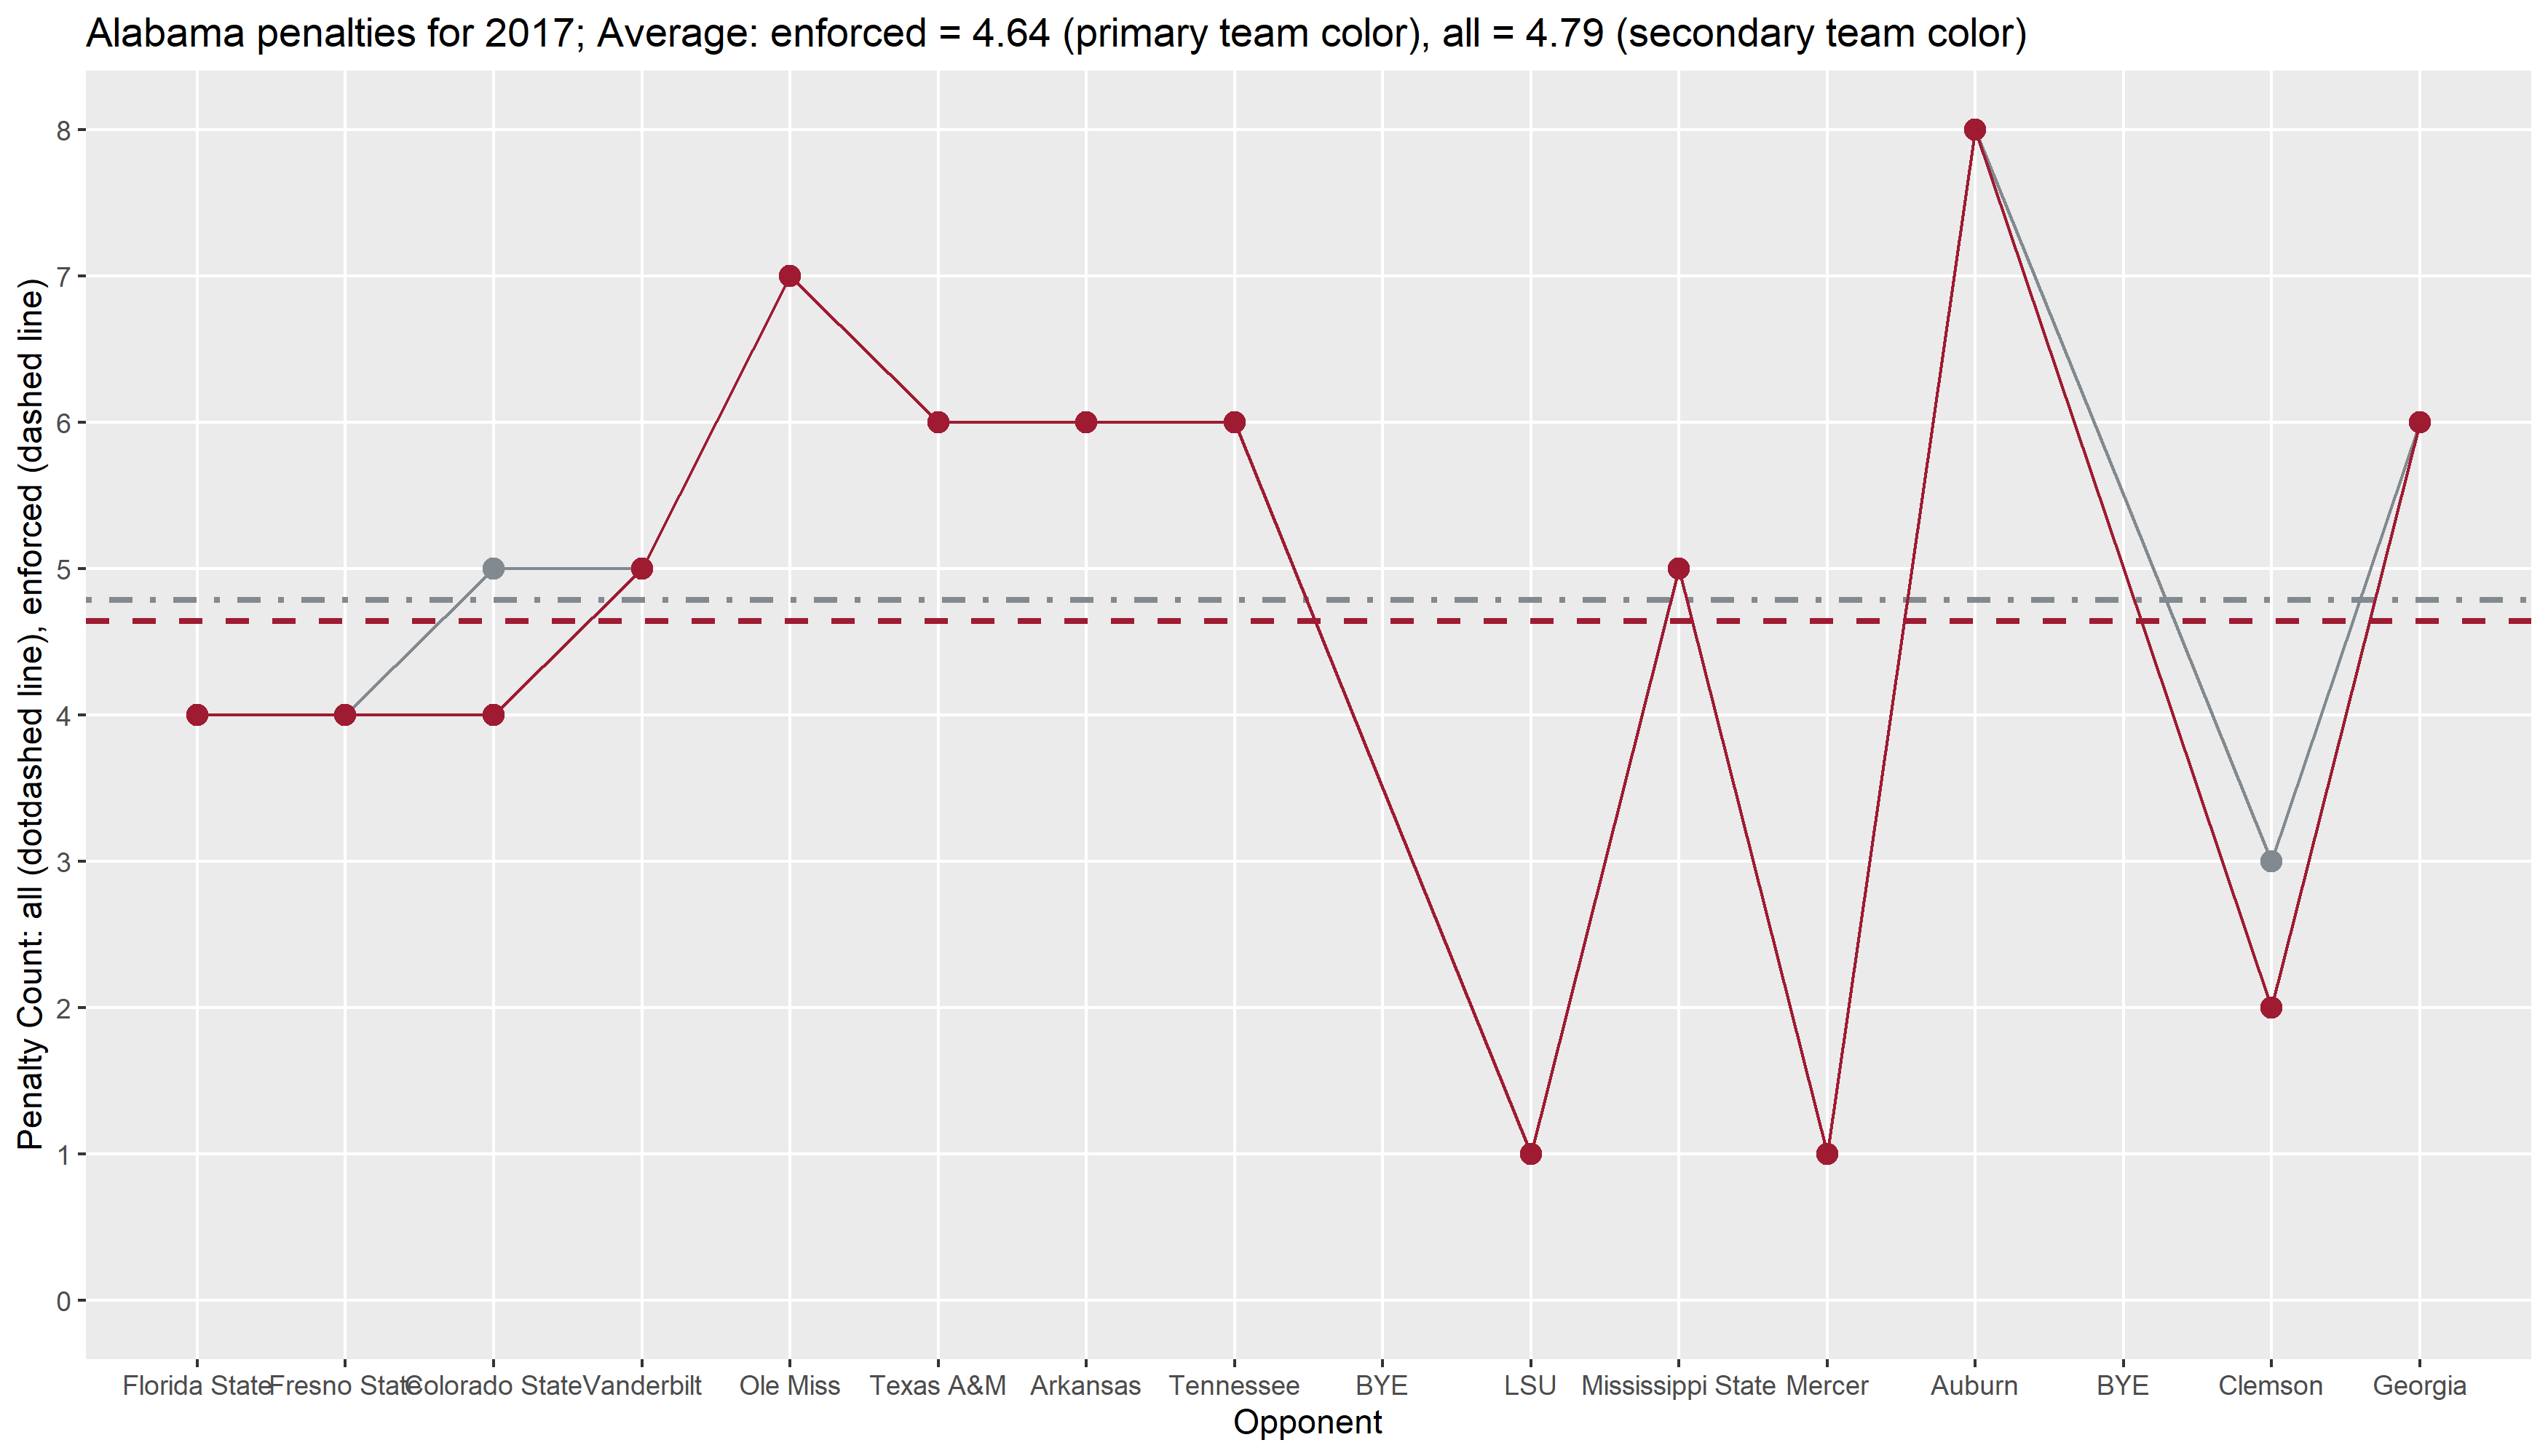 Alabama penalties for 2017; Average: enforced = 4.64 (primary team color), all = 4.79 (secondary team color)
Penalty Count: all (dotdashed line), enforced (dashed line)
8
7
6
5
4
3
2
1
0
Florida State Fresno State Colorado State Vanderbilt Ole Miss Texas A&M Arkansas Tennessee BYE LSU Mississippi State Mercer Auburn BYE Clemson Georgia
Opponent